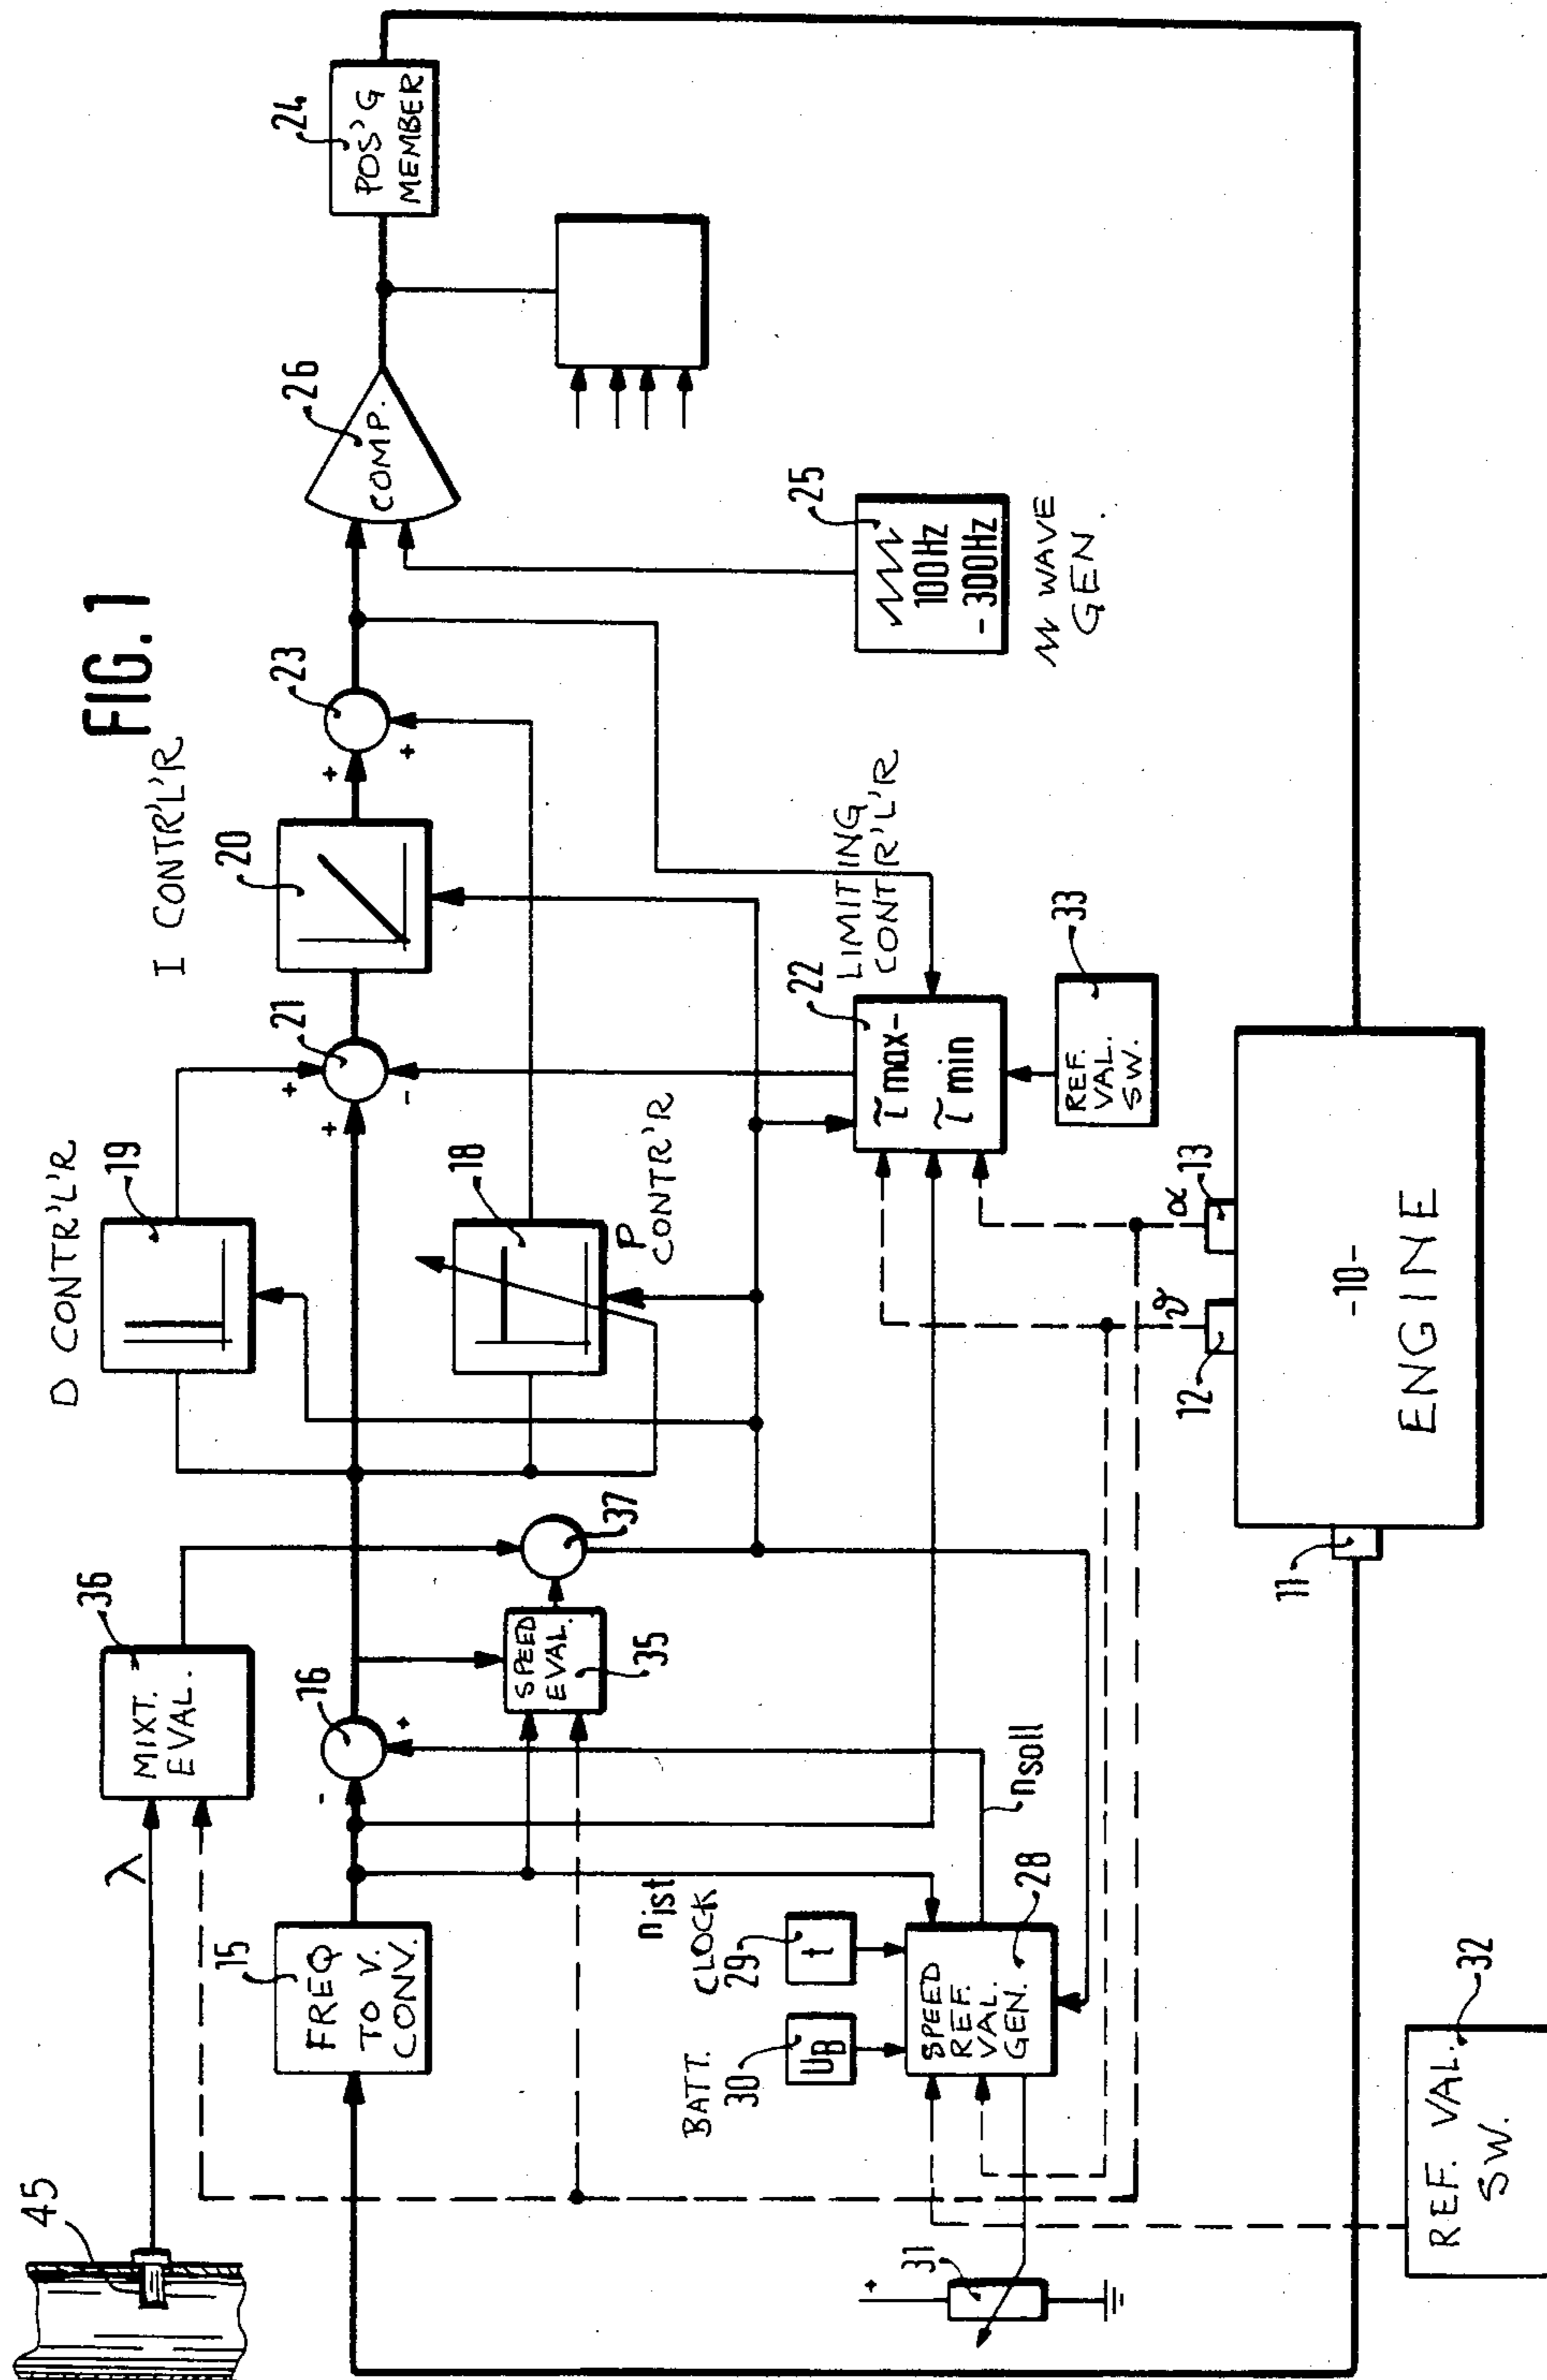 FIG. 1
45
λ
36
MIXT.
EVAL.
D CONTR'L'R
19
I CONTR'L'R
15
FREQ
TO V.
CONV.
-
16
+
SPEED
EVAL.
35
37
18
P
CONTR'R
+
+
-
21
20
+
+
23
26
COMP.
24
POS'G
MEMBER
25
100Hz
- 300Hz
WAVE
GEN.
n ist
CLOCK
29
t
BATT.
30
UB
SPEED
REF.
VAL.
GEN.
28
nsoll
31
+
LIMITING
CONTR'L'R
22
τ̃ max-
τ̃ min
33
REF.
VAL.
SW.
REF. VAL.
SW.
32
11
12
ϑ
α
13
-10-
ENGINE